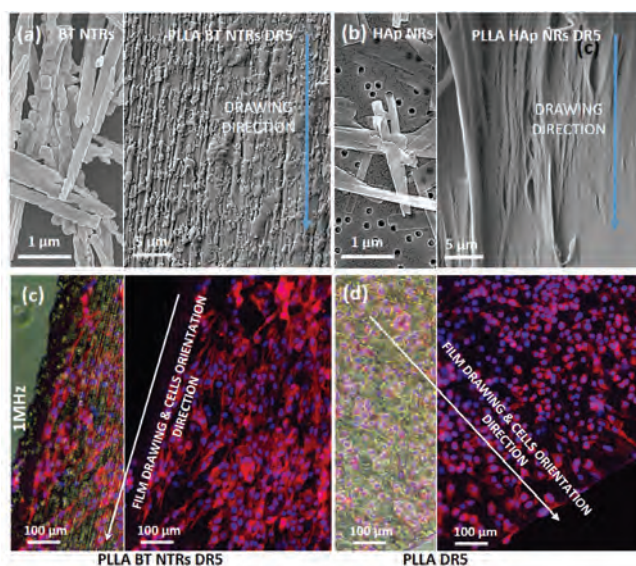 (a)
BT NTRs
PLLA BT NTRs DR5
DRAWING
DIRECTION
1 µm
5 µm
(b)
HAp NRs
PLLA HAp NRs DR5
(c)
DRAWING
DIRECTION
1 µm
5 µm
(c)
1MHz
FILM DRAWING & CELLS ORIENTATION
DIRECTION
100 µm
100 µm
PLLA BT NTRs DR5
(d)
FILM DRAWING & CELLS ORIENTATION
DIRECTION
100 µm
100 µm
PLLA DR5